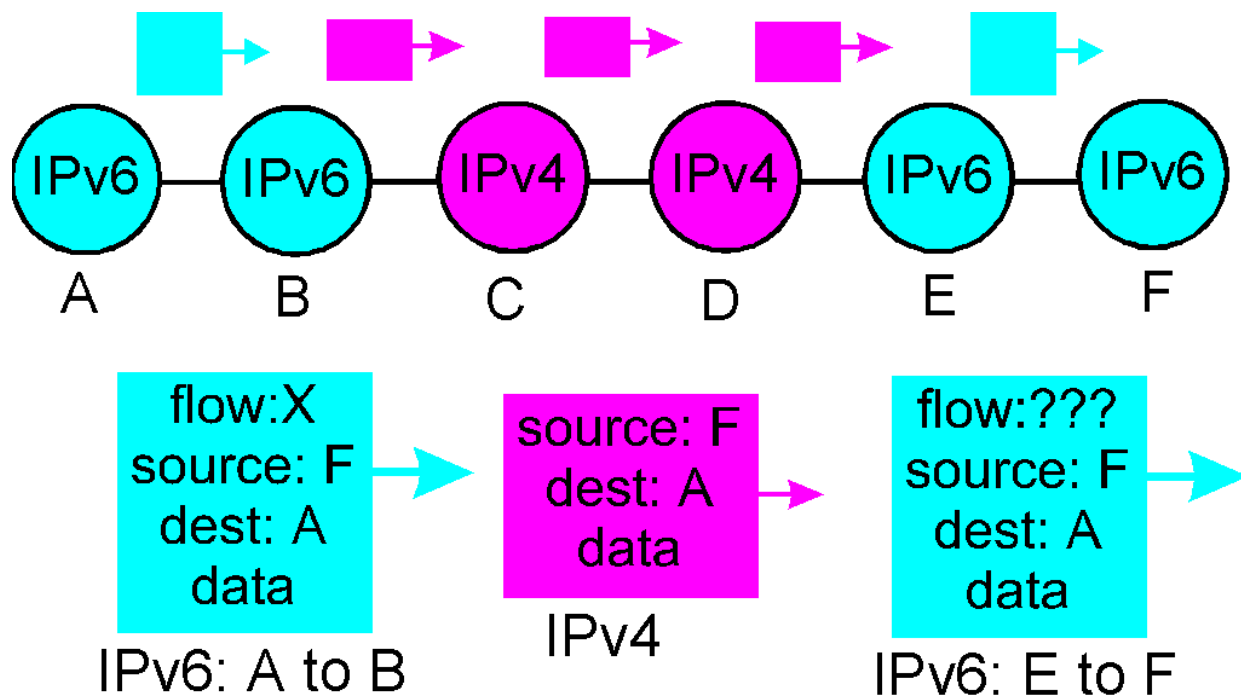 IPv6 IPv6 IPv4 IPv4 IPv6 IPv6
A B C D E F
flow:X
source: F
dest: A
data
IPv6: A to B
source: F
dest: A
data
IPv4
flow:???
source: F
dest: A
data
IPv6: E to F